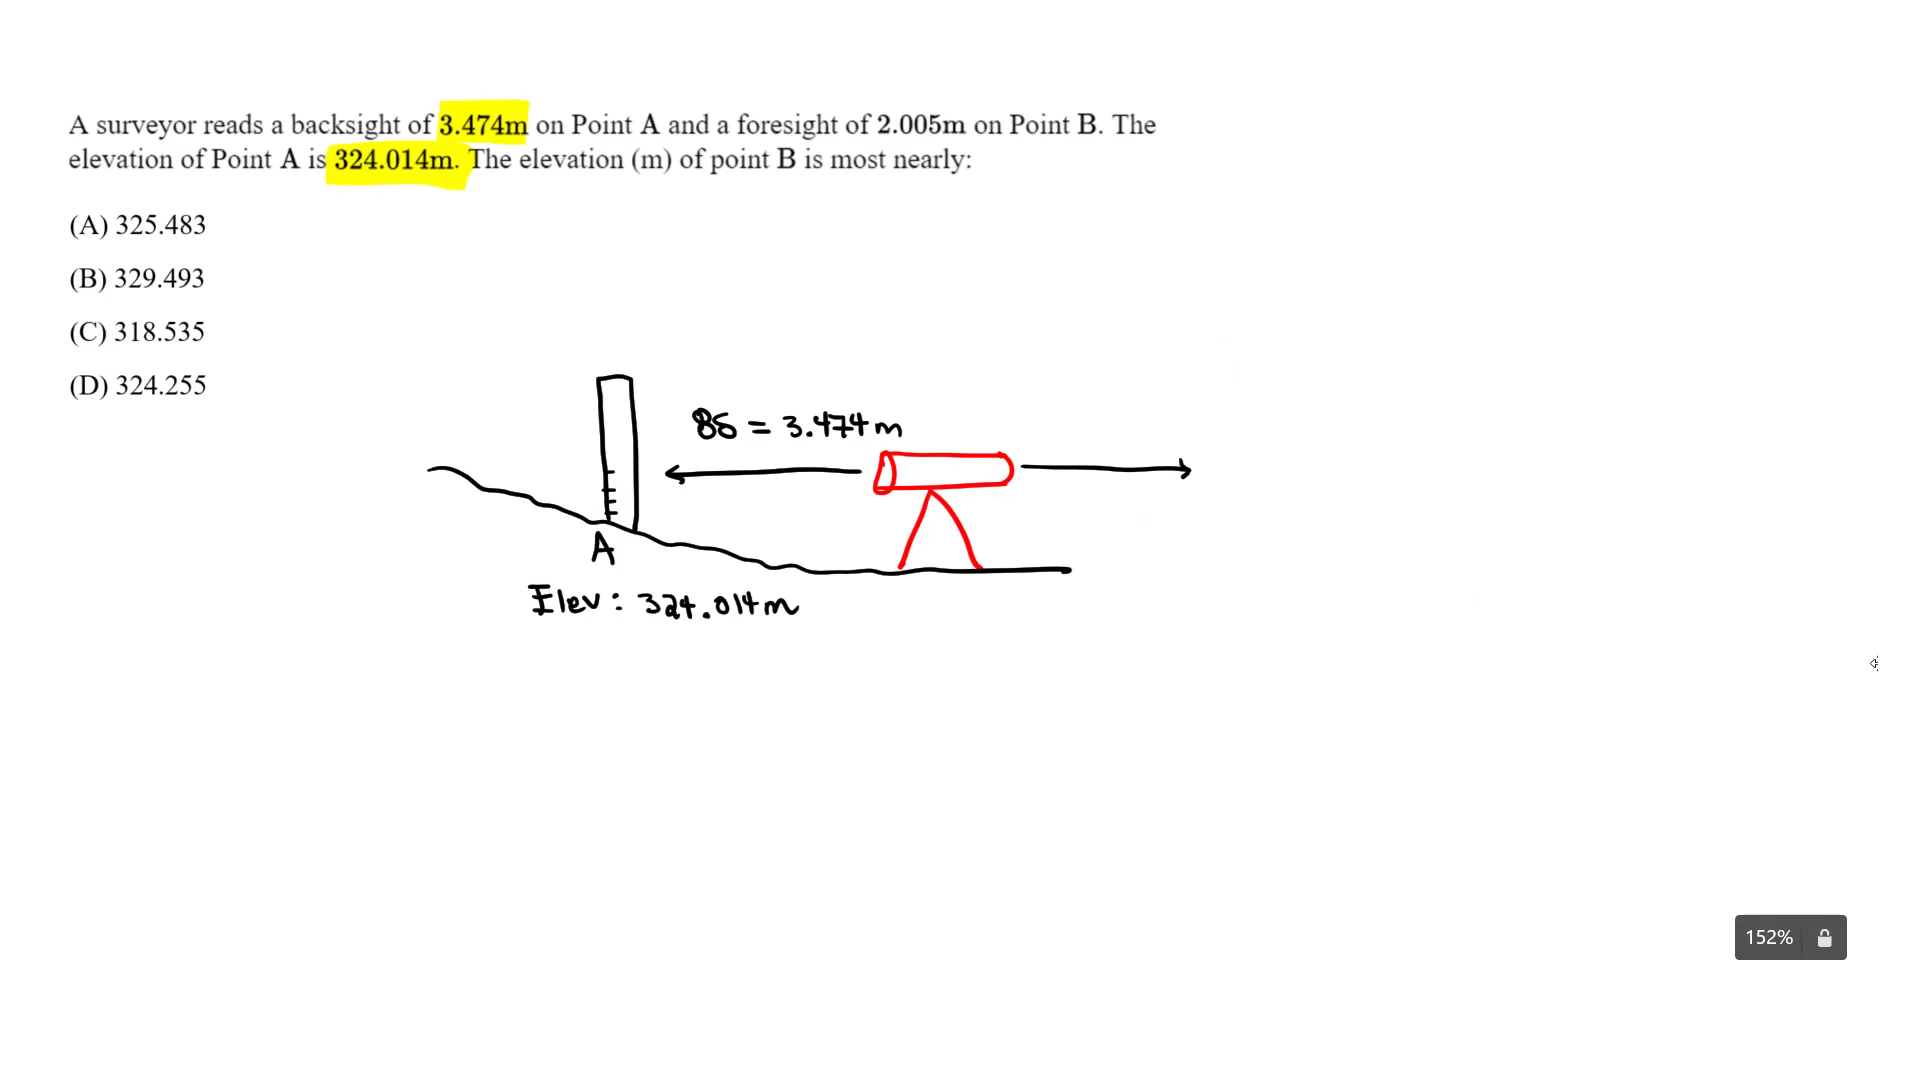 A surveyor reads a backsight of 3.474m on Point A and a foresight of 2.005m on Point B. The
elevation of Point A is 324.014m. The elevation (m) of point B is most nearly:
(A) 325.483
(B) 329.493
(C) 318.535
(D) 324.255
BS = 3.474m
A
Elev: 324.014m
152%